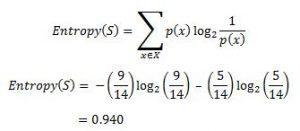 Entropy(S) = ∑ x∈X p(x) log₂ 1/p(x)
Entropy(S) = −(9/14) log₂ (9/14) − (5/14) log₂ (5/14)
= 0.940